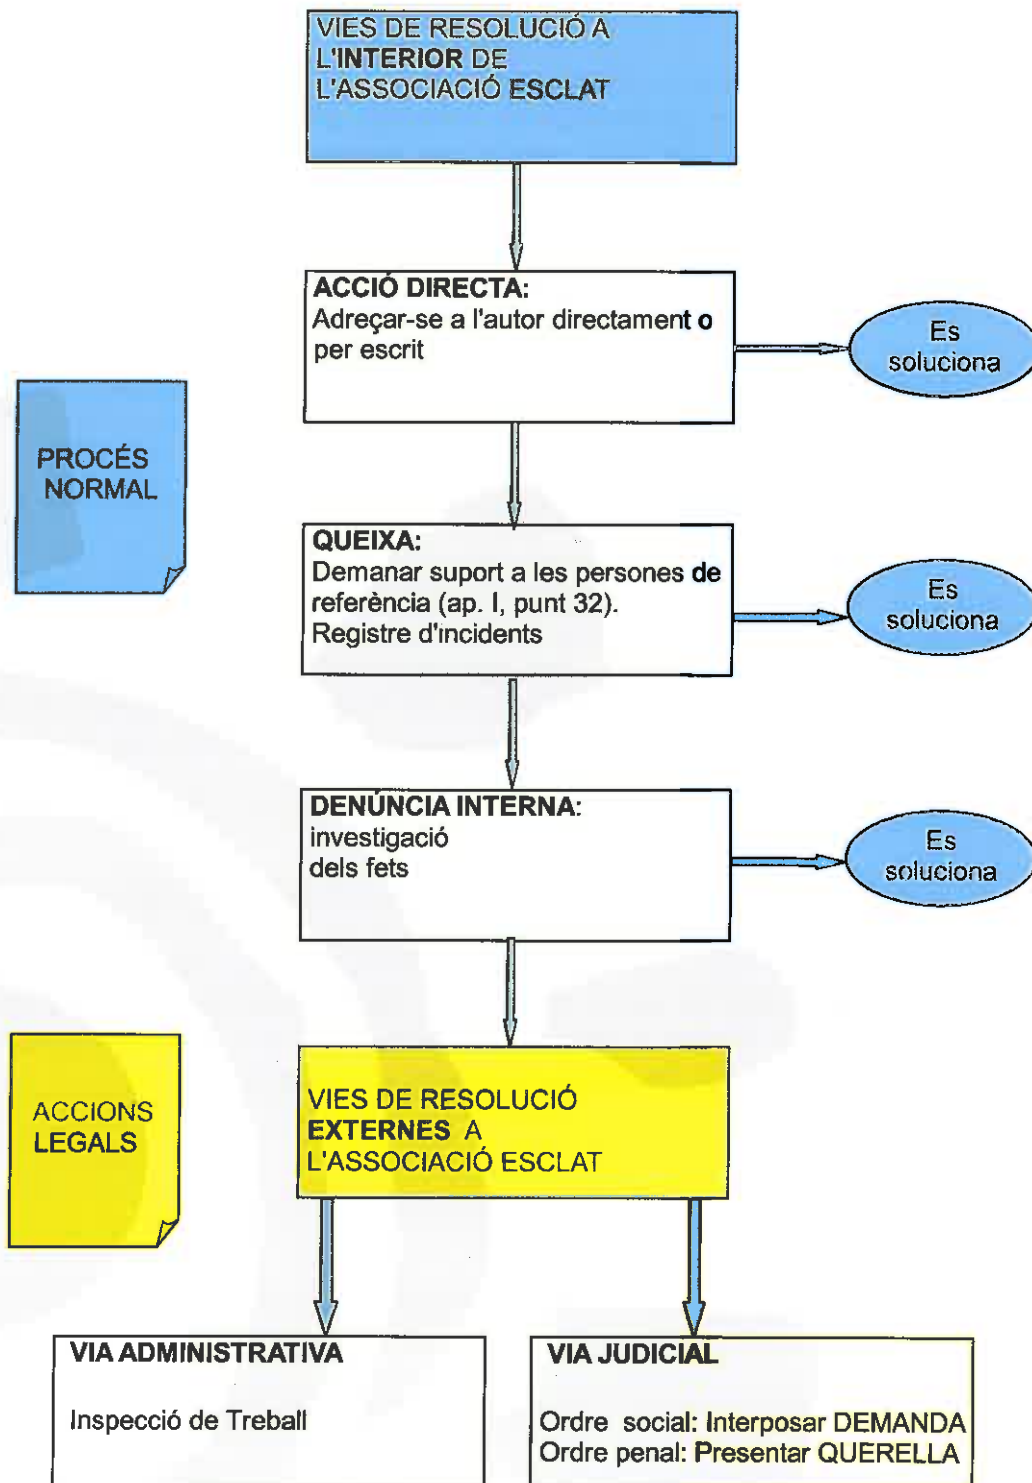 VIES DE RESOLUCIÓ A
L'INTERIOR DE
L'ASSOCIACIÓ ESCLAT
ACCIÓ DIRECTA:
Adreçar-se a l'autor directament o
per escrit
Es
soluciona
PROCÉS
NORMAL
QUEIXA:
Demanar suport a les persones de
referència (ap. I, punt 32).
Registre d'incidents
Es
soluciona
DENÚNCIA INTERNA:
investigació
dels fets
Es
soluciona
ACCIONS
LEGALS
VIES DE RESOLUCIÓ
EXTERNES A
L'ASSOCIACIÓ ESCLAT
VIA ADMINISTRATIVA
Inspecció de Treball
VIA JUDICIAL
Ordre social: Interposar DEMANDA
Ordre penal: Presentar QUERELLA